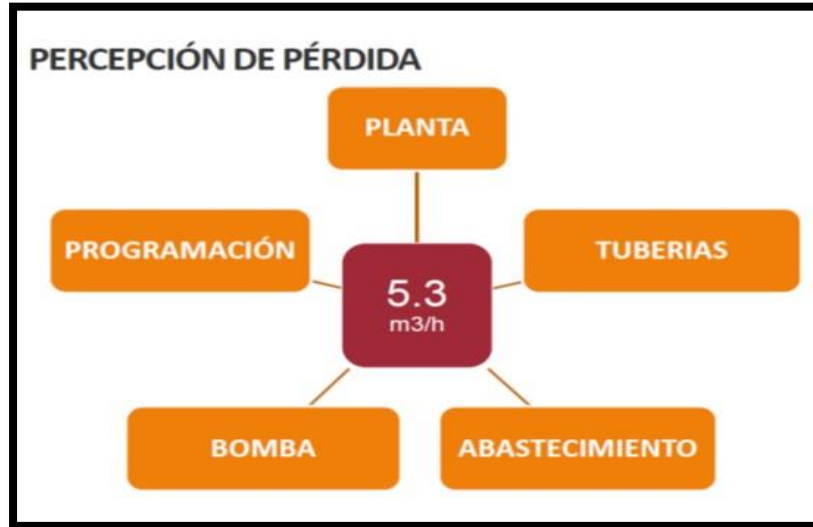 PERCEPCIÓN DE PÉRDIDA
PLANTA
PROGRAMACIÓN
TUBERIAS
5.3
m3/h
BOMBA
ABASTECIMIENTO